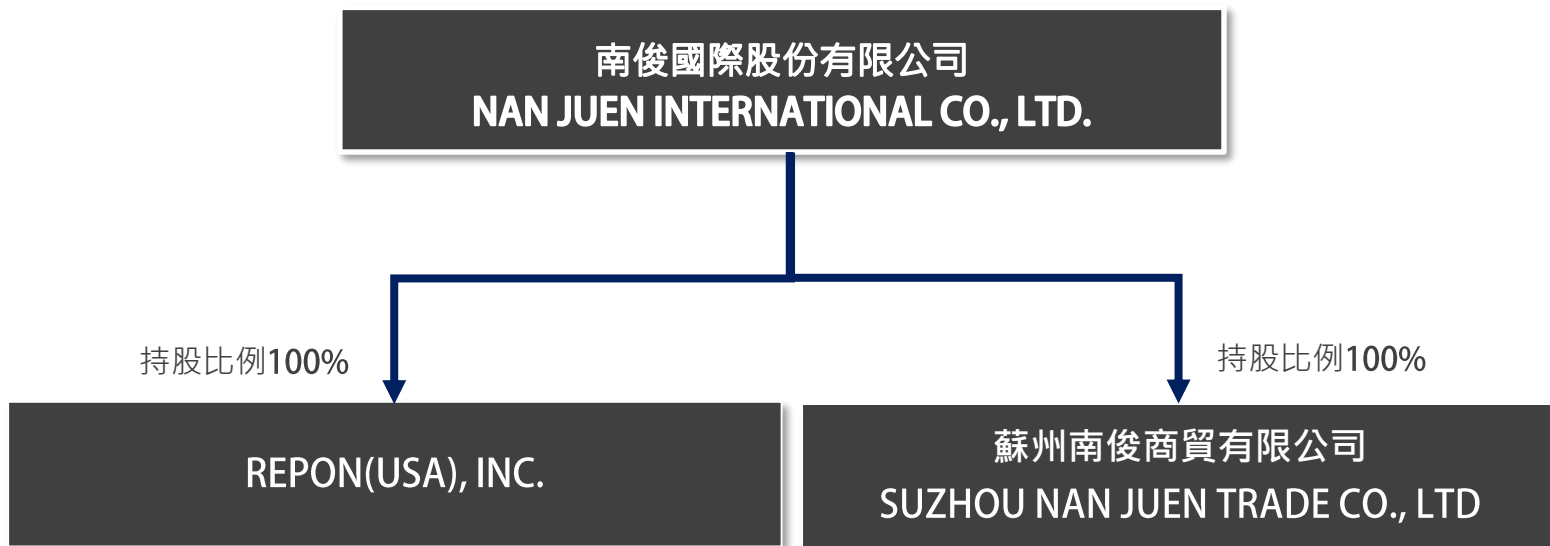 南俊國際股份有限公司
NAN JUEN INTERNATIONAL CO., LTD.
持股比例100%
持股比例100%
REPON(USA), INC.
蘇州南俊商貿有限公司
SUZHOU NAN JUEN TRADE CO., LTD